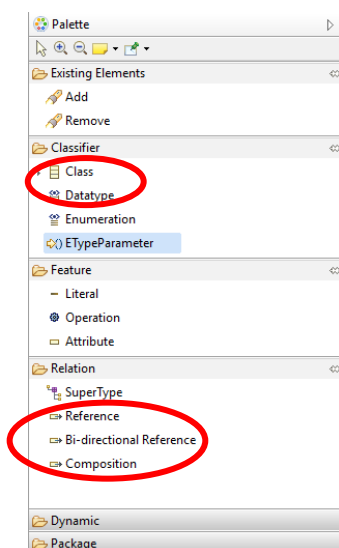 Palette
Existing Elements
Add
Remove
Classifier
Class
Datatype
Enumeration
ETypeParameter
Feature
Literal
Operation
Attribute
Relation
SuperType
Reference
Bi-directional Reference
Composition
Dynamic
Package